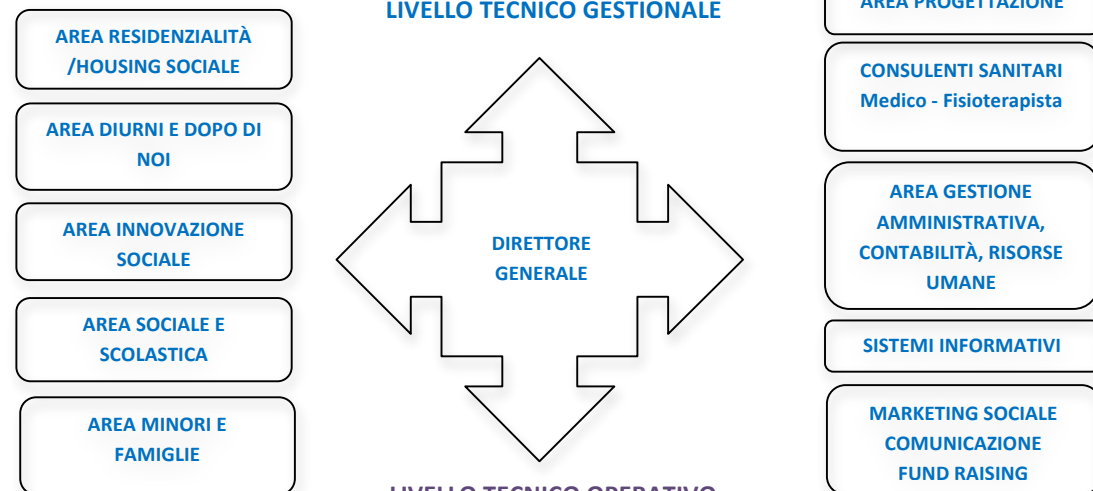 LIVELLO TECNICO GESTIONALE
AREA RESIDENZIALITÀ
/HOUSING SOCIALE
AREA DIURNI E DOPO DI
NOI
AREA INNOVAZIONE
SOCIALE
AREA SOCIALE E
SCOLASTICA
AREA MINORI E
FAMIGLIE
DIRETTORE
GENERALE
AREA PROGETTAZIONE
CONSULENTI SANITARI
Medico - Fisioterapista
AREA GESTIONE
AMMINISTRATIVA,
CONTABILITÀ, RISORSE
UMANE
SISTEMI INFORMATIVI
MARKETING SOCIALE
COMUNICAZIONE
FUND RAISING
LIVELLO TECNICO OPERATIVO